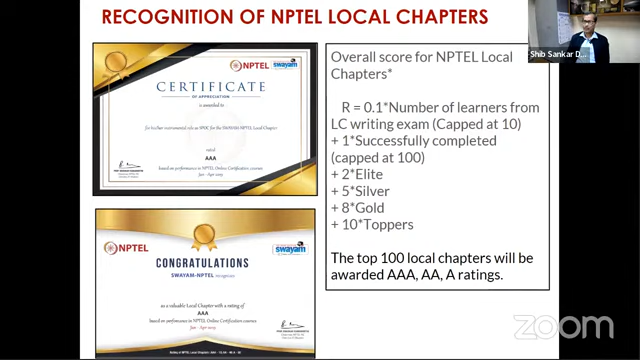 RECOGNITION OF NPTEL LOCAL CHAPTERS
Shib Sankar D...
NPTEL
swayam
CERTIFICATE
OF APPRECIATION
is awarded to
for his/her instrumental role as SPOC for the SWAYAM-NPTEL Local Chapter
rated
AAA
based on performance in NPTEL Online Certification courses
Jan - Apr 2019
Overall score for NPTEL Local
Chapters*
R = 0.1*Number of learners from
LC writing exam (Capped at 10)
+ 1*Successfully completed
(capped at 100)
+ 2*Elite
+ 5*Silver
+ 8*Gold
+ 10*Toppers
The top 100 local chapters will be
awarded AAA, AA, A ratings.
NPTEL
swayam
CONGRATULATIONS
SWAYAM-NPTEL recognizes
as a valuable Local Chapter with a rating of
AAA
based on performance in NPTEL Online Certification courses
Jan - Apr 2019
zoom